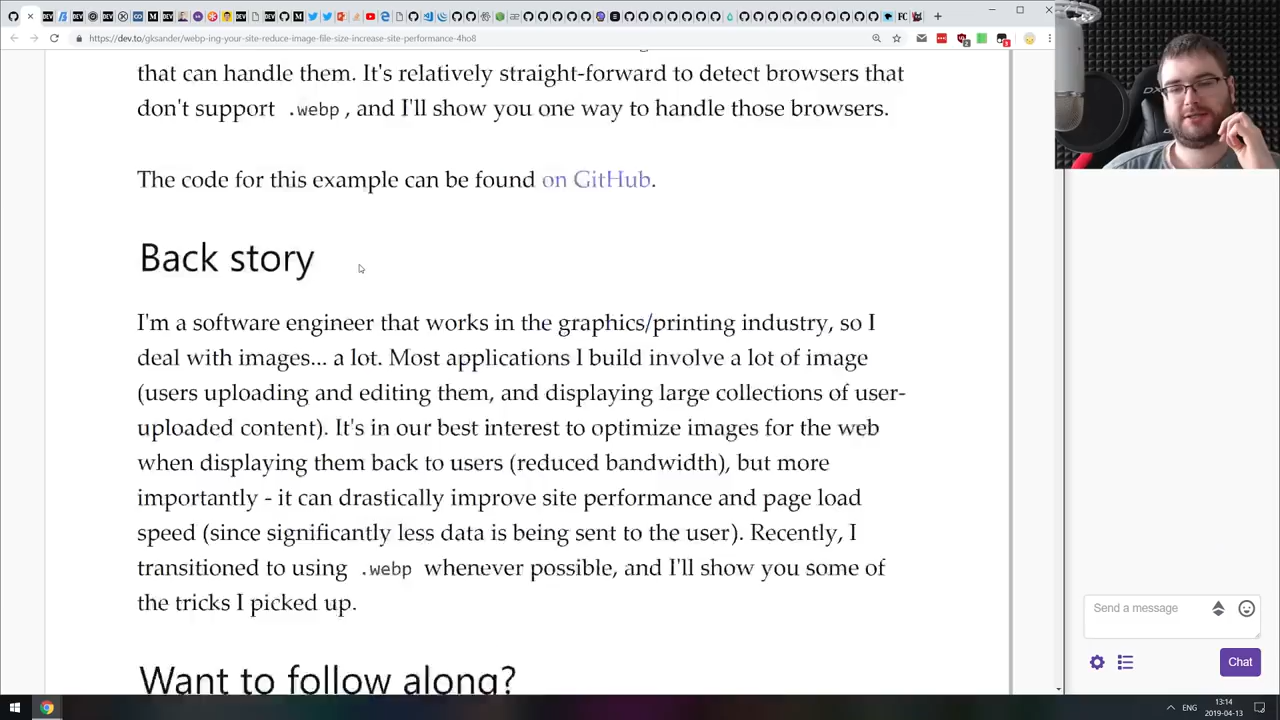 https://dev.to/gksander/webp-ing-your-site-reduce-image-file-size-increase-site-performance-4ho8
that can handle them. It's relatively straight-forward to detect browsers that
don't support .webp , and I'll show you one way to handle those browsers.
The code for this example can be found on GitHub.
Back story
I'm a software engineer that works in the graphics/printing industry, so I
deal with images... a lot. Most applications I build involve a lot of image
(users uploading and editing them, and displaying large collections of user-
uploaded content). It's in our best interest to optimize images for the web
when displaying them back to users (reduced bandwidth), but more
importantly - it can drastically improve site performance and page load
speed (since significantly less data is being sent to the user). Recently, I
transitioned to using .webp whenever possible, and I'll show you some of
the tricks I picked up.
Want to follow along?
Send a message
Chat
ENG
13:14
2019-04-13